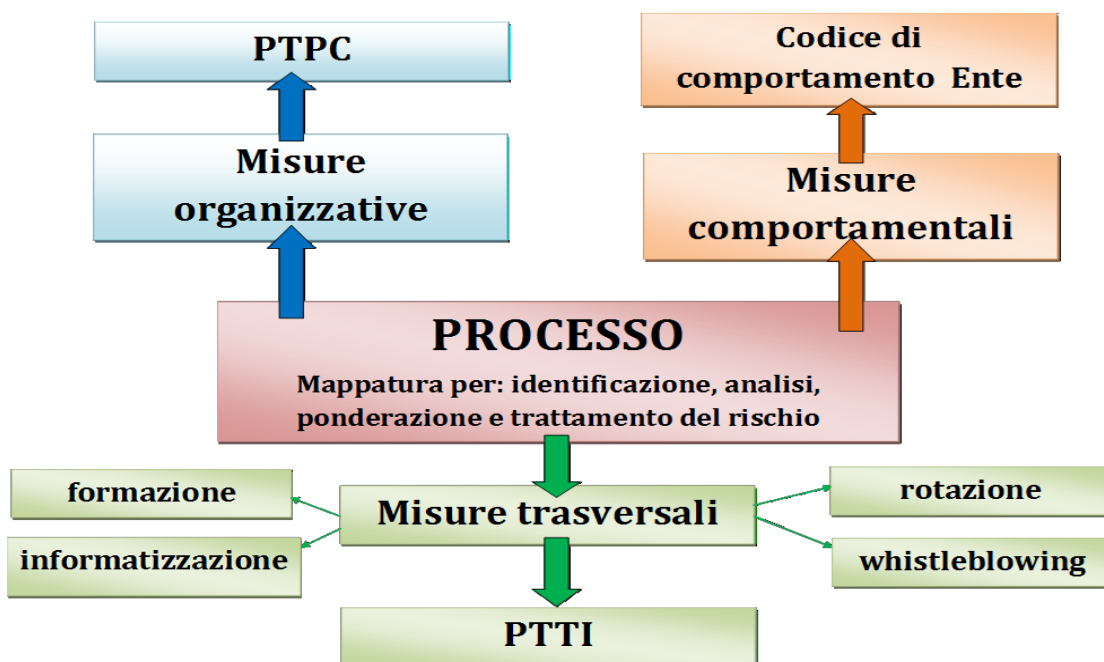 PTPC
Codice di
comportamento Ente
Misure
organizzative
Misure
comportamentali
PROCESSO
Mappatura per: identificazione, analisi,
ponderazione e trattamento del rischio
formazione
Misure trasversali
rotazione
informatizzazione
whistleblowing
PTTI